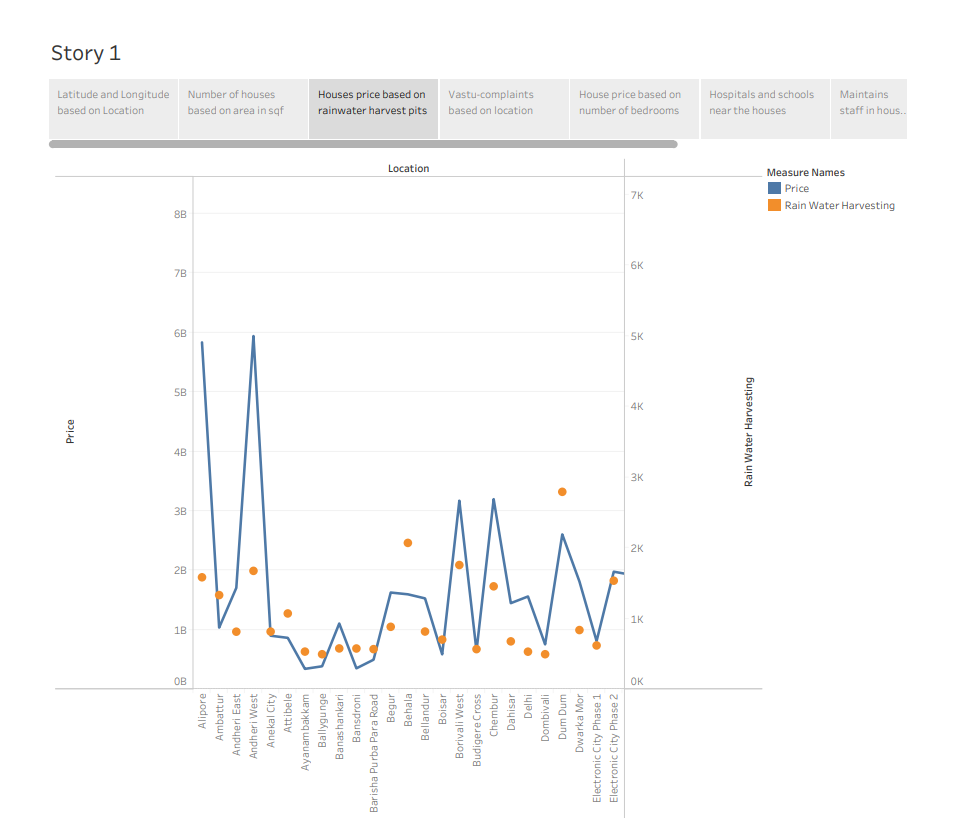 Story 1
Latitude and Longitude
based on Location
Number of houses
based on area in sqf
Houses price based on
rainwater harvest pits
Vastu-complaints
based on location
House price based on
number of bedrooms
Hospitals and schools
near the houses
Maintains
staff in hous..
Location
Measure Names
Price
Rain Water Harvesting
8B
7B
6B
5B
4B
3B
2B
1B
0B
Price
7K
6K
5K
4K
3K
2K
1K
0K
Rain Water Harvesting
Alipore
Ambattur
Andheri East
Andheri West
Anekal City
Attibele
Ayanambakkam
Ballygunge
Banashankari
Bansdroni
Barisha Purba Para Road
Begur
Behala
Bellandur
Boisar
Borivali West
Budigere Cross
Chembur
Dahisar
Delhi
Dombivali
Dum Dum
Dwarka Mor
Electronic City Phase 1
Electronic City Phase 2